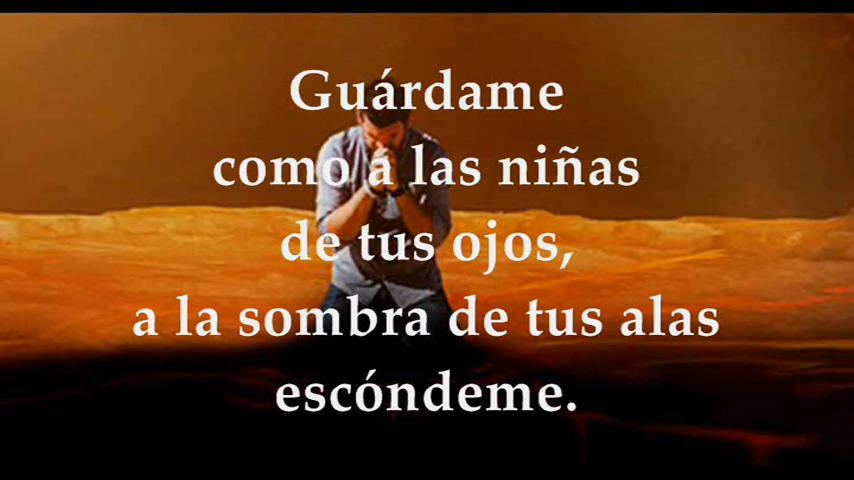 Guárdame
como a las niñas
de tus ojos,
a la sombra de tus alas
escóndeme.